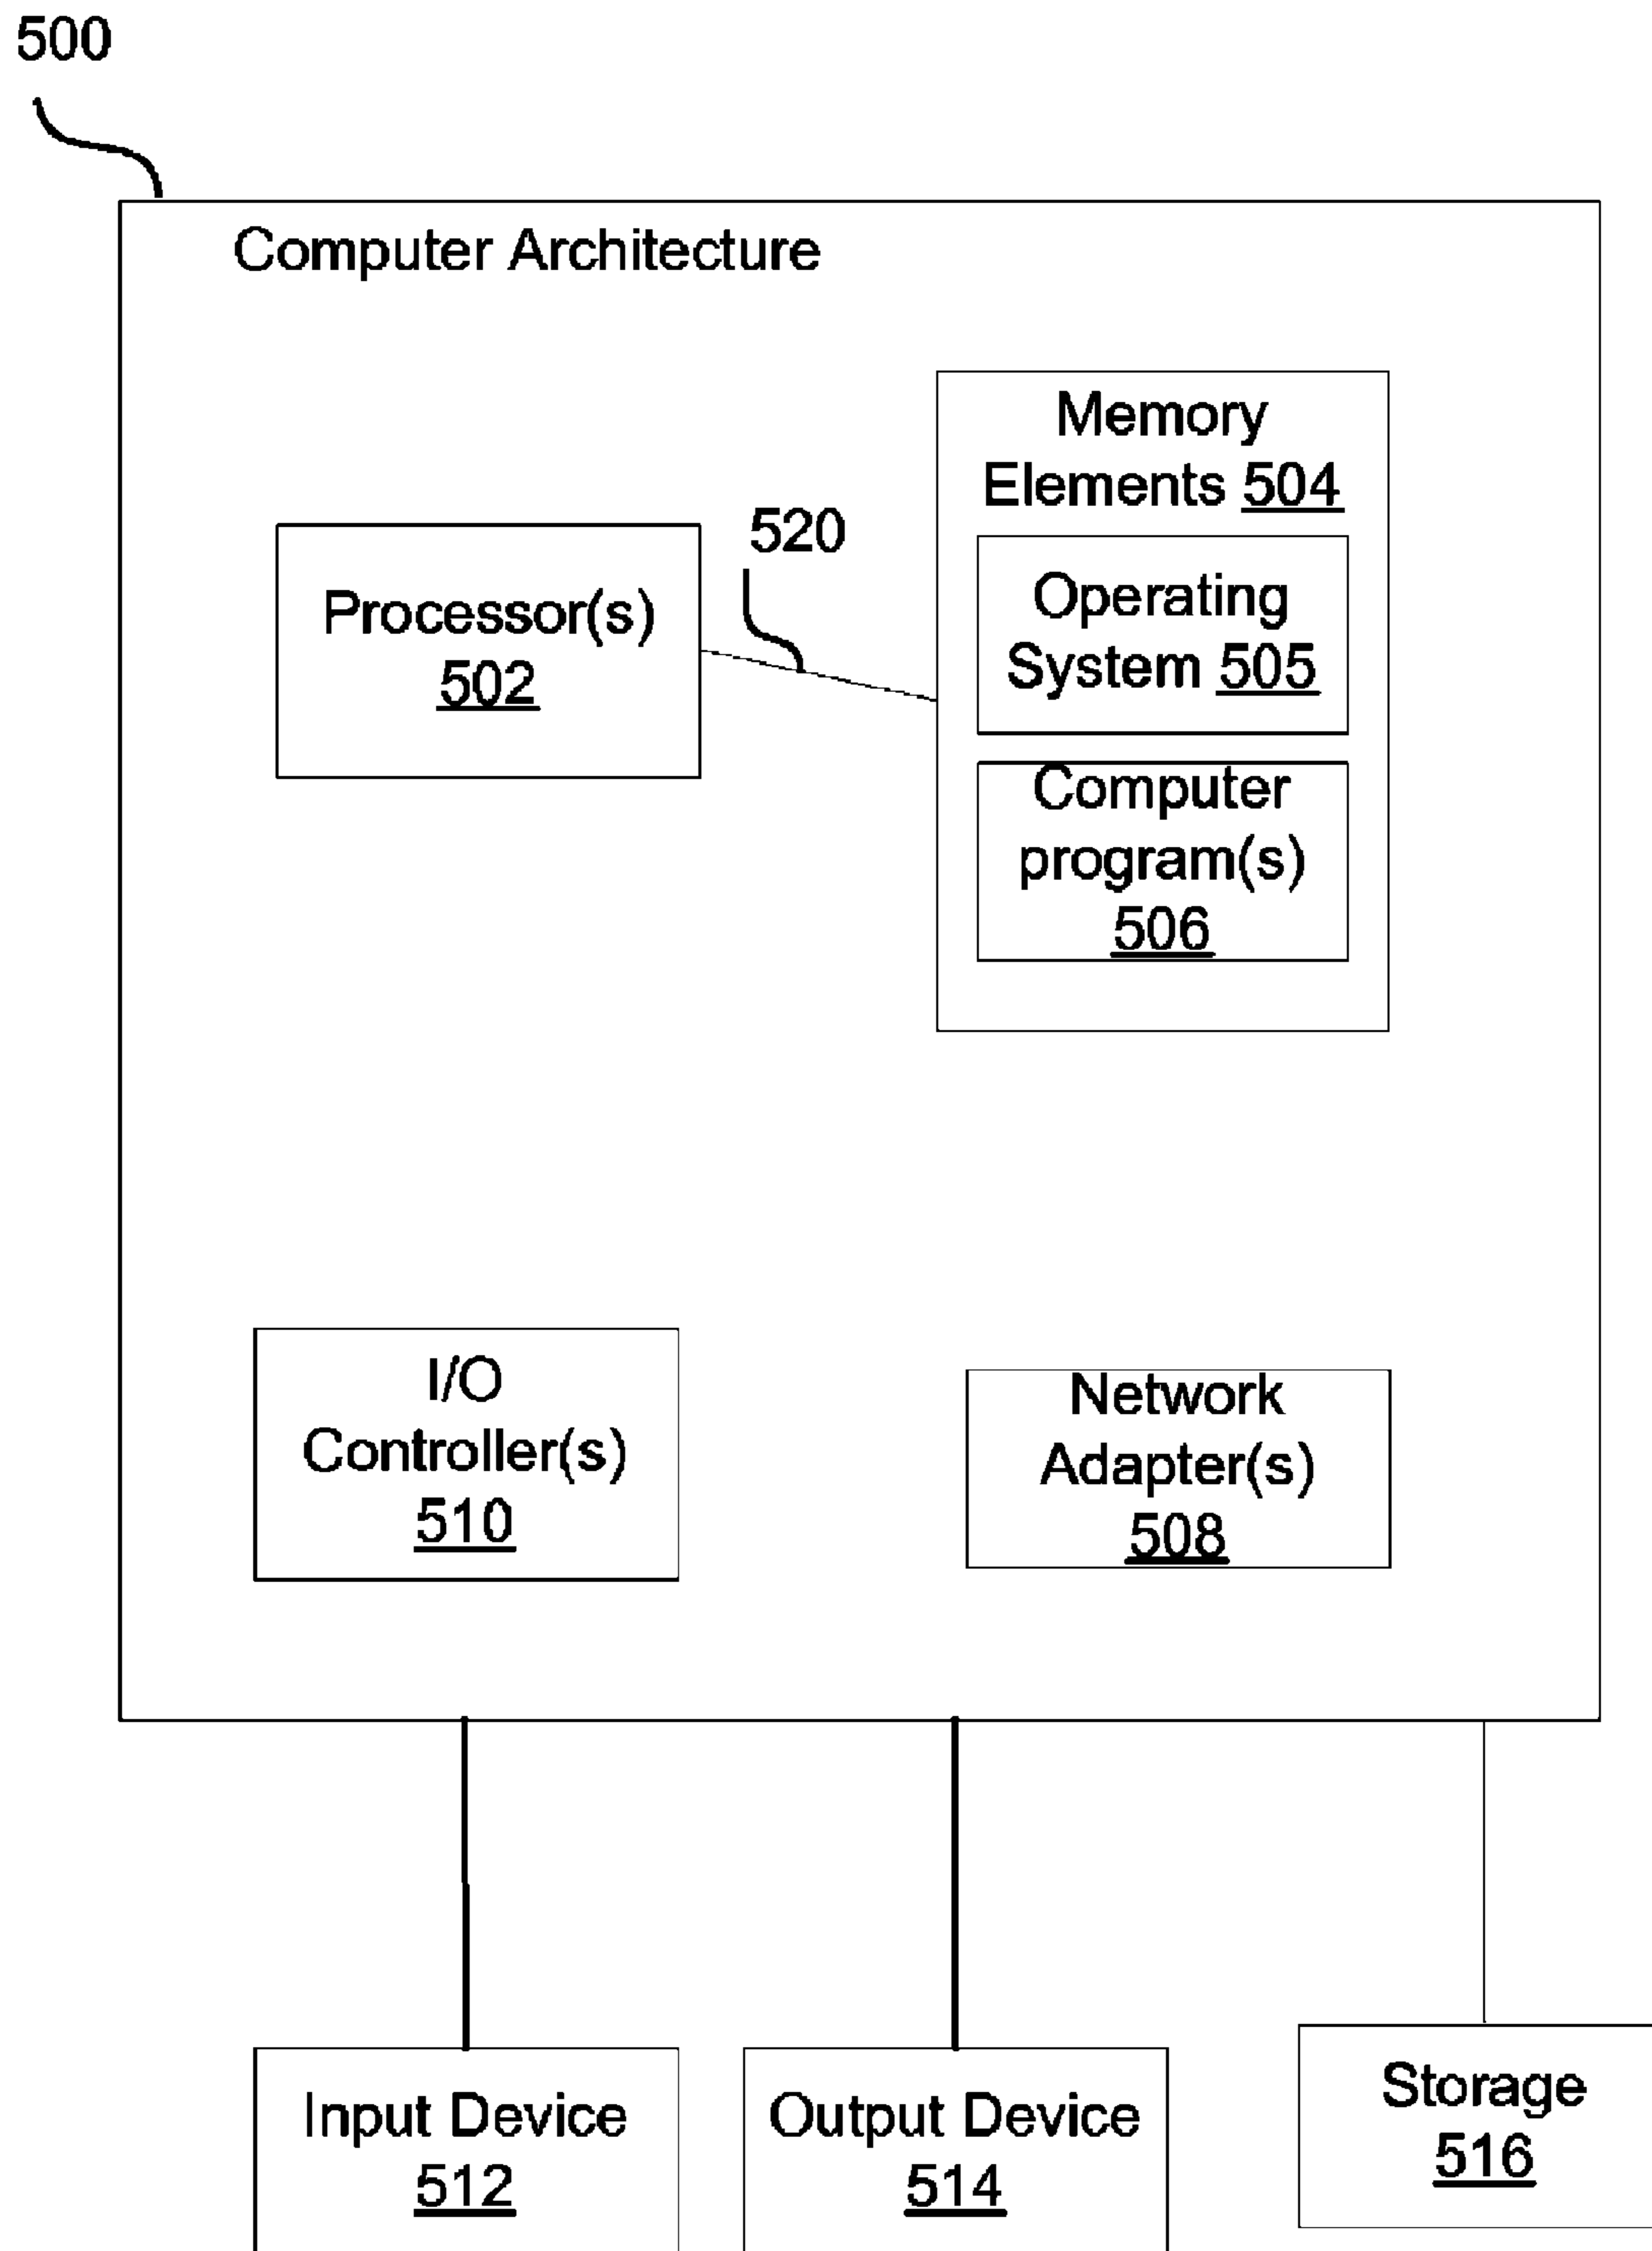 500
Computer Architecture
Memory
Elements 504
520
Processor(s)
502
Operating
System 505
Computer
program(s)
506
I/O
Controller(s)
510
Network
Adapter(s)
508
Input Device
512
Output Device
514
Storage
516